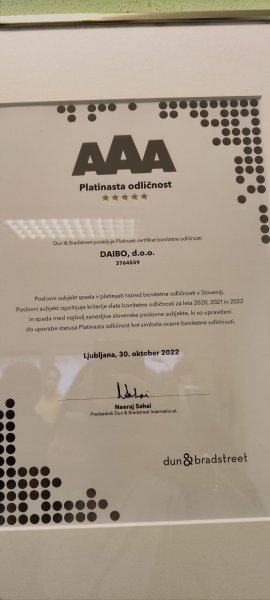 AAA
Platinasta odličnost
Dun & Bradstreet podeljuje Platinasti certifikat bonitetne odličnosti
DAIBO, d.o.o.
3764559
Poslovni subjekt spada v platinasti razred bonitetne odličnosti v Sloveniji.
Poslovni subjekt izpolnjuje kriterije zlate bonitetne odličnosti za leta 2020, 2021 in 2022
in spada med najbolj zanesljive slovenske poslovne subjekte, ki so upravičeni
do uporabe statusa Platinasta odličnost kot simbola ocene bonitetne odličnosti.
Ljubljana, 30. oktober 2022
Neeraj Sahai
Predsednik Dun & Bradstreet International.
dun & bradstreet